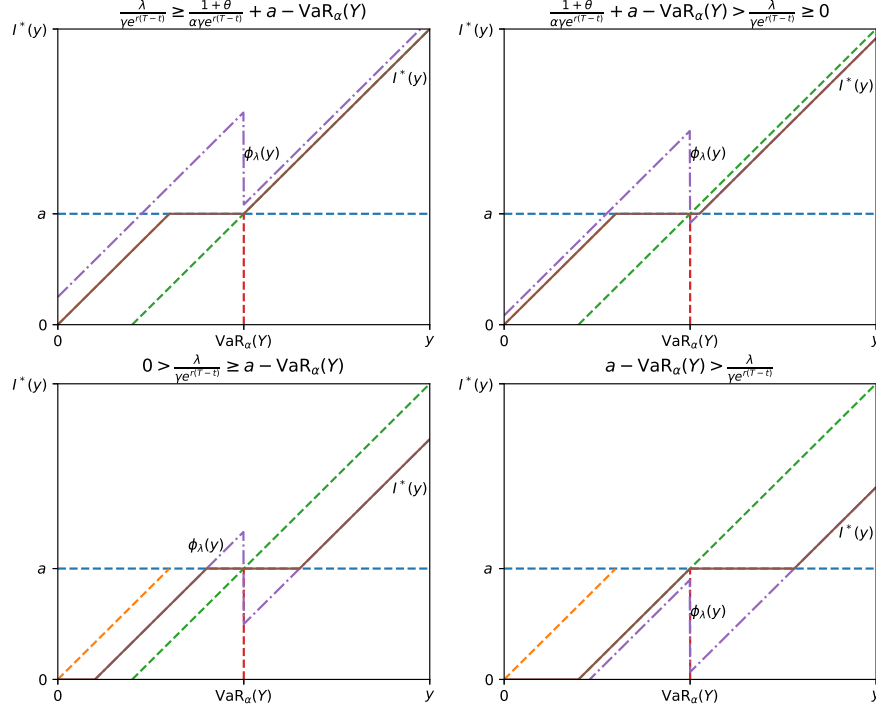 λ/(γe^{r(T−t)}) ≥ (1+θ)/(αγe^{r(T−t)}) + a − VaR_α(Y)
I*(y)
I*(y)
ϕ_λ(y)
a
0
0
VaR_α(Y)
y
(1+θ)/(αγe^{r(T−t)}) + a − VaR_α(Y) > λ/(γe^{r(T−t)}) ≥ 0
I*(y)
I*(y)
ϕ_λ(y)
a
0
0
VaR_α(Y)
y
0 > λ/(γe^{r(T−t)}) ≥ a − VaR_α(Y)
I*(y)
I*(y)
ϕ_λ(y)
a
0
0
VaR_α(Y)
y
a − VaR_α(Y) > λ/(γe^{r(T−t)})
I*(y)
I*(y)
a
ϕ_λ(y)
0
0
VaR_α(Y)
y